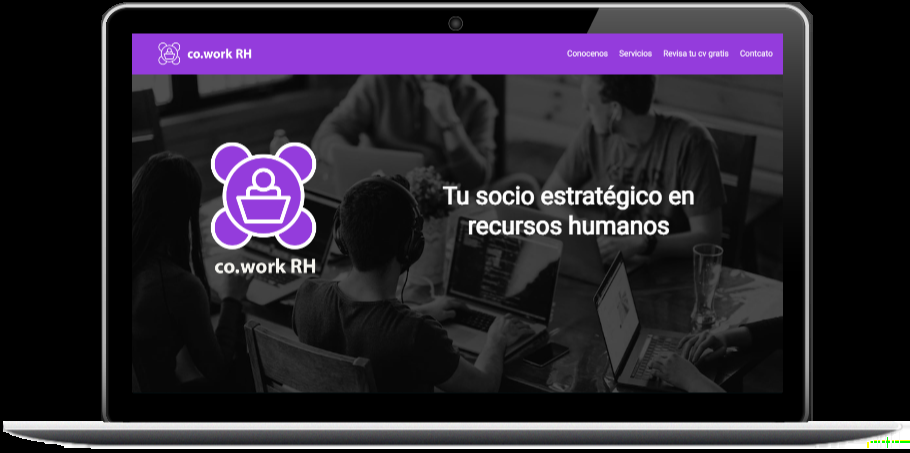 co.work RH
Conocenos Servicios Revisa tu cv gratis Contcato
Tu socio estratégico en
recursos humanos
co.work RH